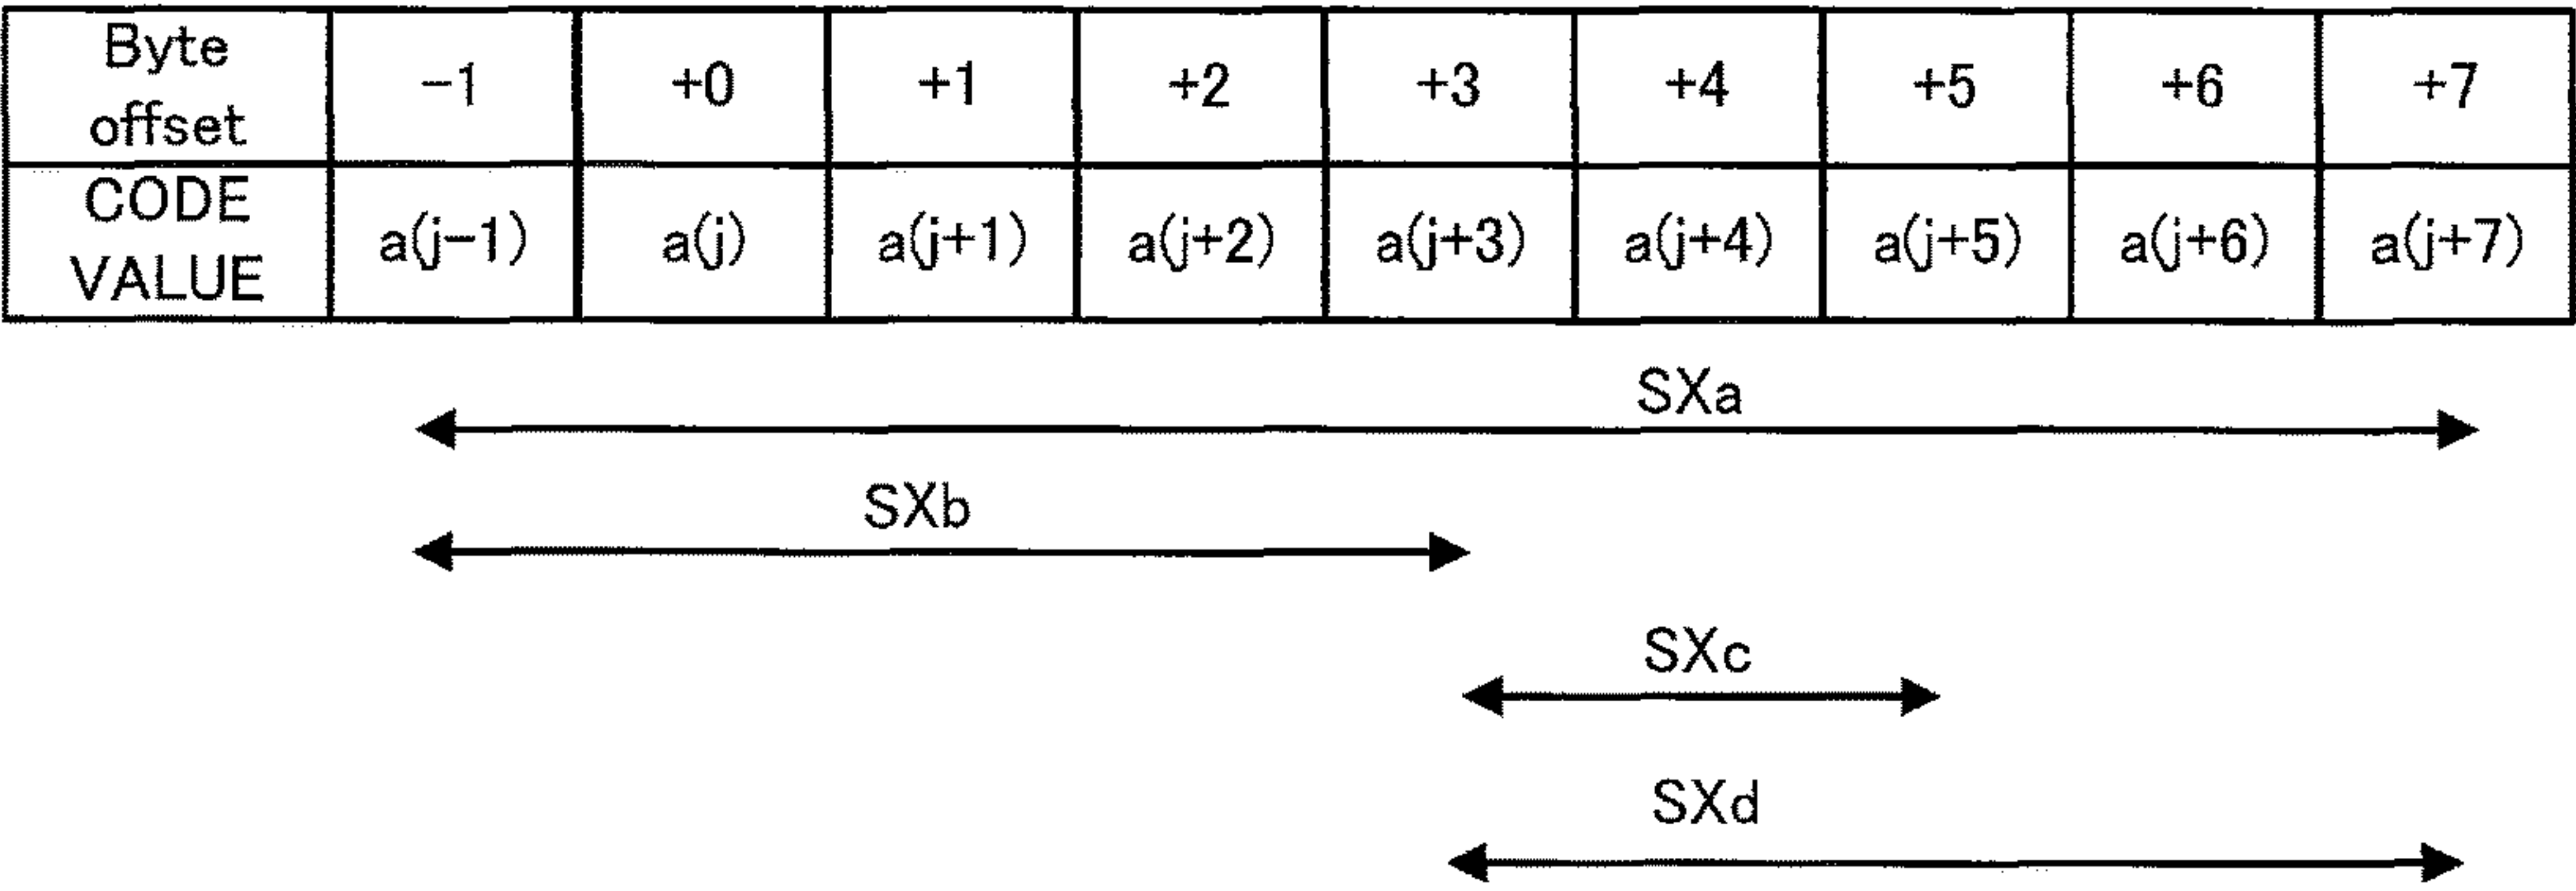 Byte offset -1 +0 +1 +2 +3 +4 +5 +6 +7
CODE VALUE a(j-1) a(j) a(j+1) a(j+2) a(j+3) a(j+4) a(j+5) a(j+6) a(j+7)
SXa
SXb
SXc
SXd